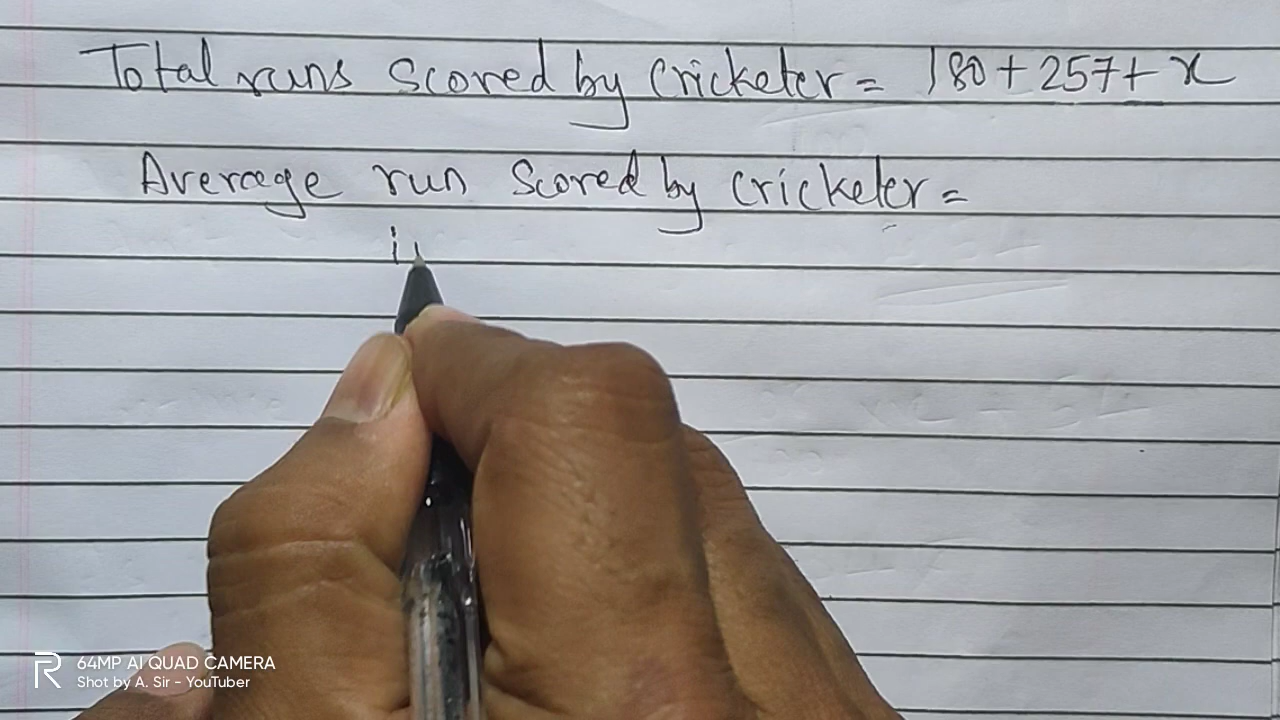 Total runs scored by cricketer = 180 + 257 + x
Average run scored by cricketer =
i
64MP AI QUAD CAMERA
Shot by A. Sir - YouTuber